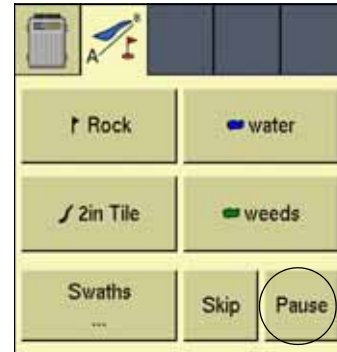 A B
Rock
water
2in Tile
weeds
Swaths
...
Skip
Pause